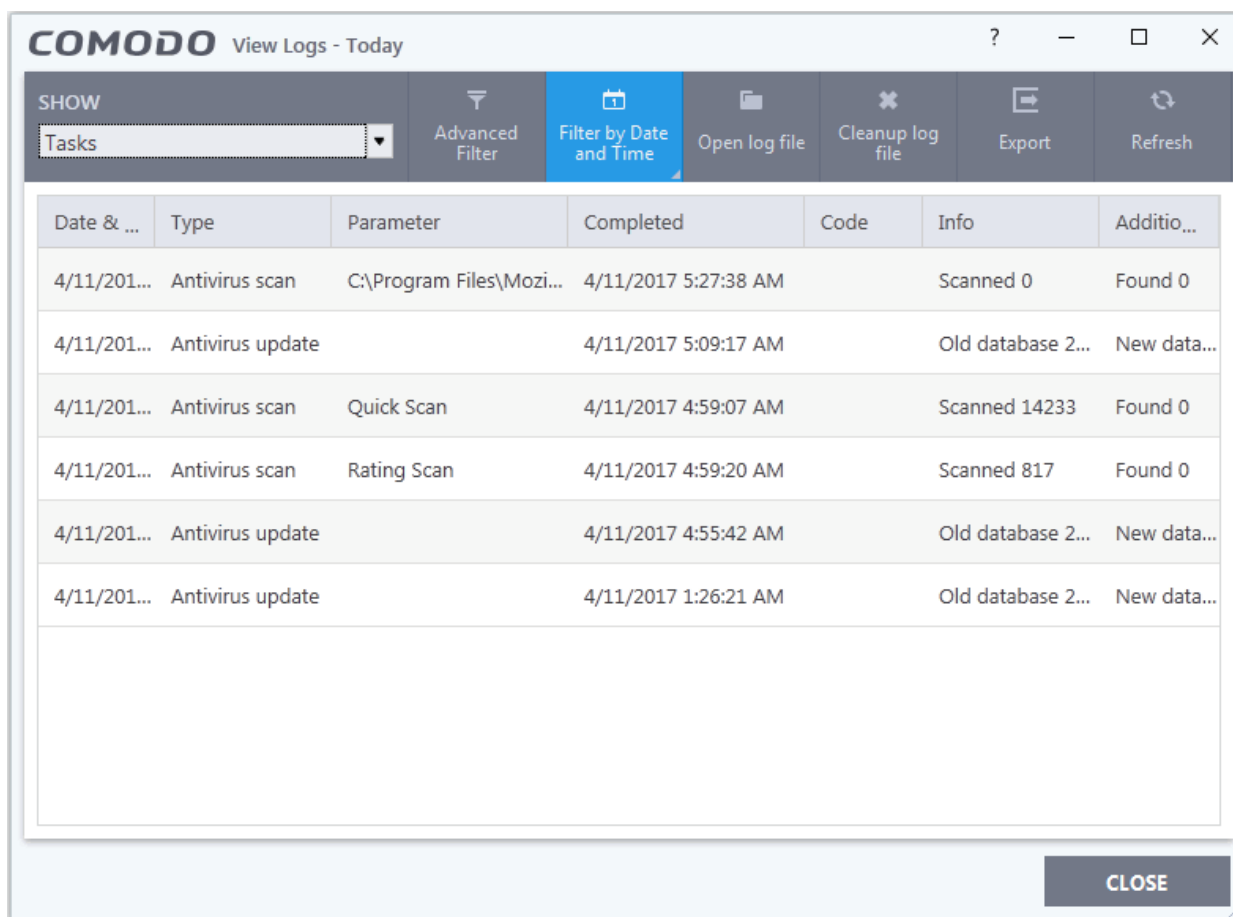 COMODO View Logs - Today ?
SHOW
Tasks
Advanced
Filter
Filter by Date
and Time
Open log file
Cleanup log
file
Export
Refresh
Date & ... Type Parameter Completed Code Info Additio...
4/11/201... Antivirus scan C:\Program Files\Mozi... 4/11/2017 5:27:38 AM Scanned 0 Found 0
4/11/201... Antivirus update 4/11/2017 5:09:17 AM Old database 2... New data...
4/11/201... Antivirus scan Quick Scan 4/11/2017 4:59:07 AM Scanned 14233 Found 0
4/11/201... Antivirus scan Rating Scan 4/11/2017 4:59:20 AM Scanned 817 Found 0
4/11/201... Antivirus update 4/11/2017 4:55:42 AM Old database 2... New data...
4/11/201... Antivirus update 4/11/2017 1:26:21 AM Old database 2... New data...
CLOSE